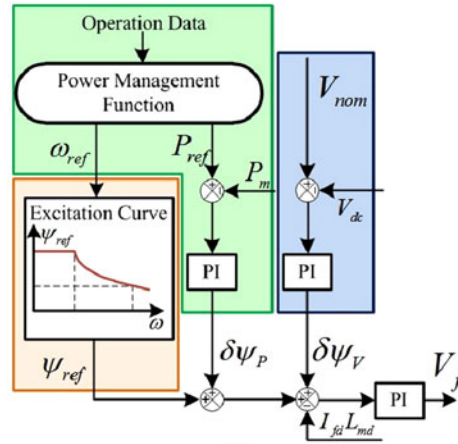 Operation Data
Power Management
Function
V_nom
ω_ref
P_ref
P_m
V_dc
Excitation Curve
ψ_ref
ω
PI
PI
ψ_ref
δψ_P
δψ_V
I_fd L_md
PI
V_f